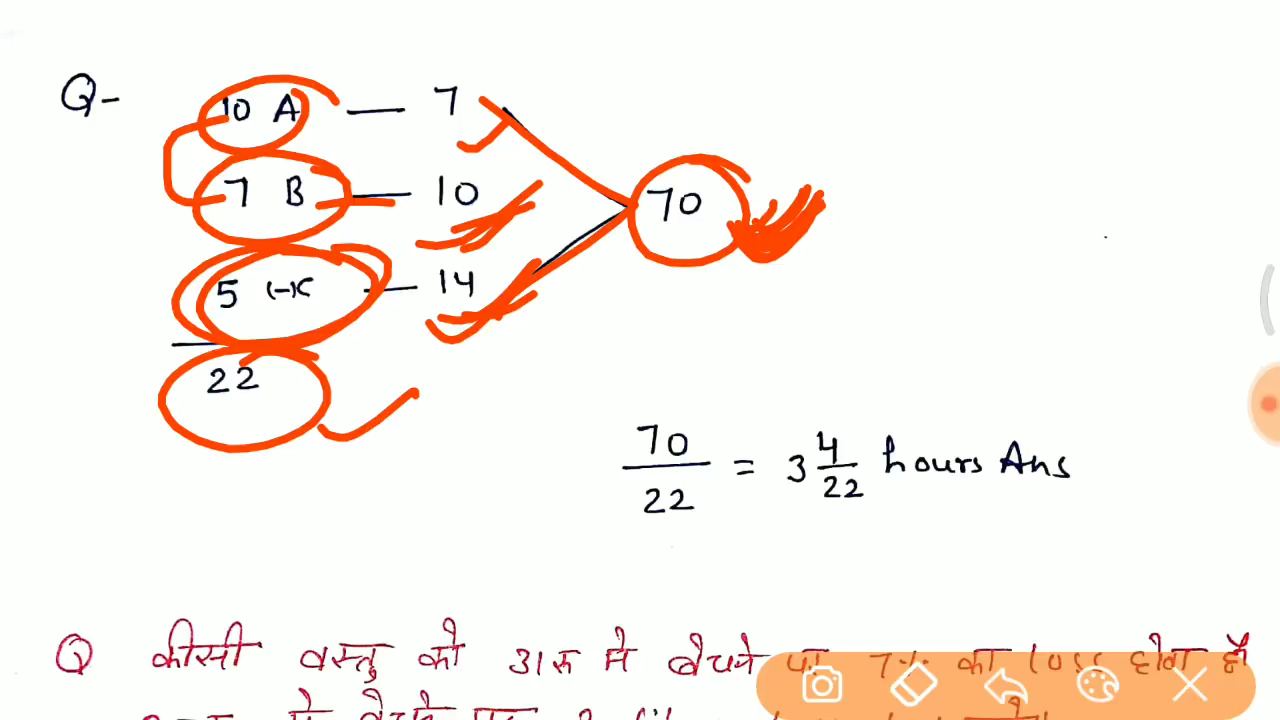 Q- 10 A — 7
7 B — 10 70
5 (-)C — 14
22
70/22 = 3 4/22 hours Ans
Q कीसी वस्तु को 31रू मे बेचने पर 7% का loss होता है